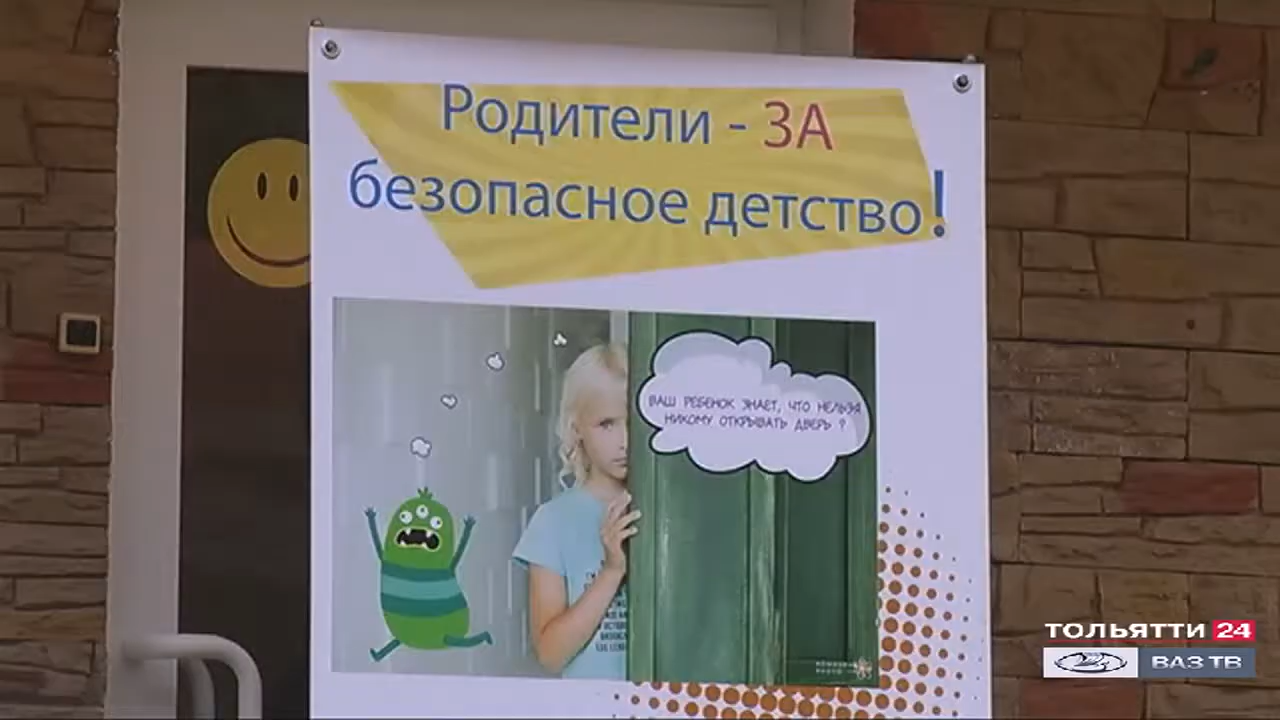 Родители - ЗА
безопасное детство!
ВАШ РЕБЕНОК ЗНАЕТ, ЧТО НЕЛЬЗЯ
НИКОМУ ОТКРЫВАТЬ ДВЕРЬ ?
ТОЛЬЯТТИ 24
ВАЗ ТВ